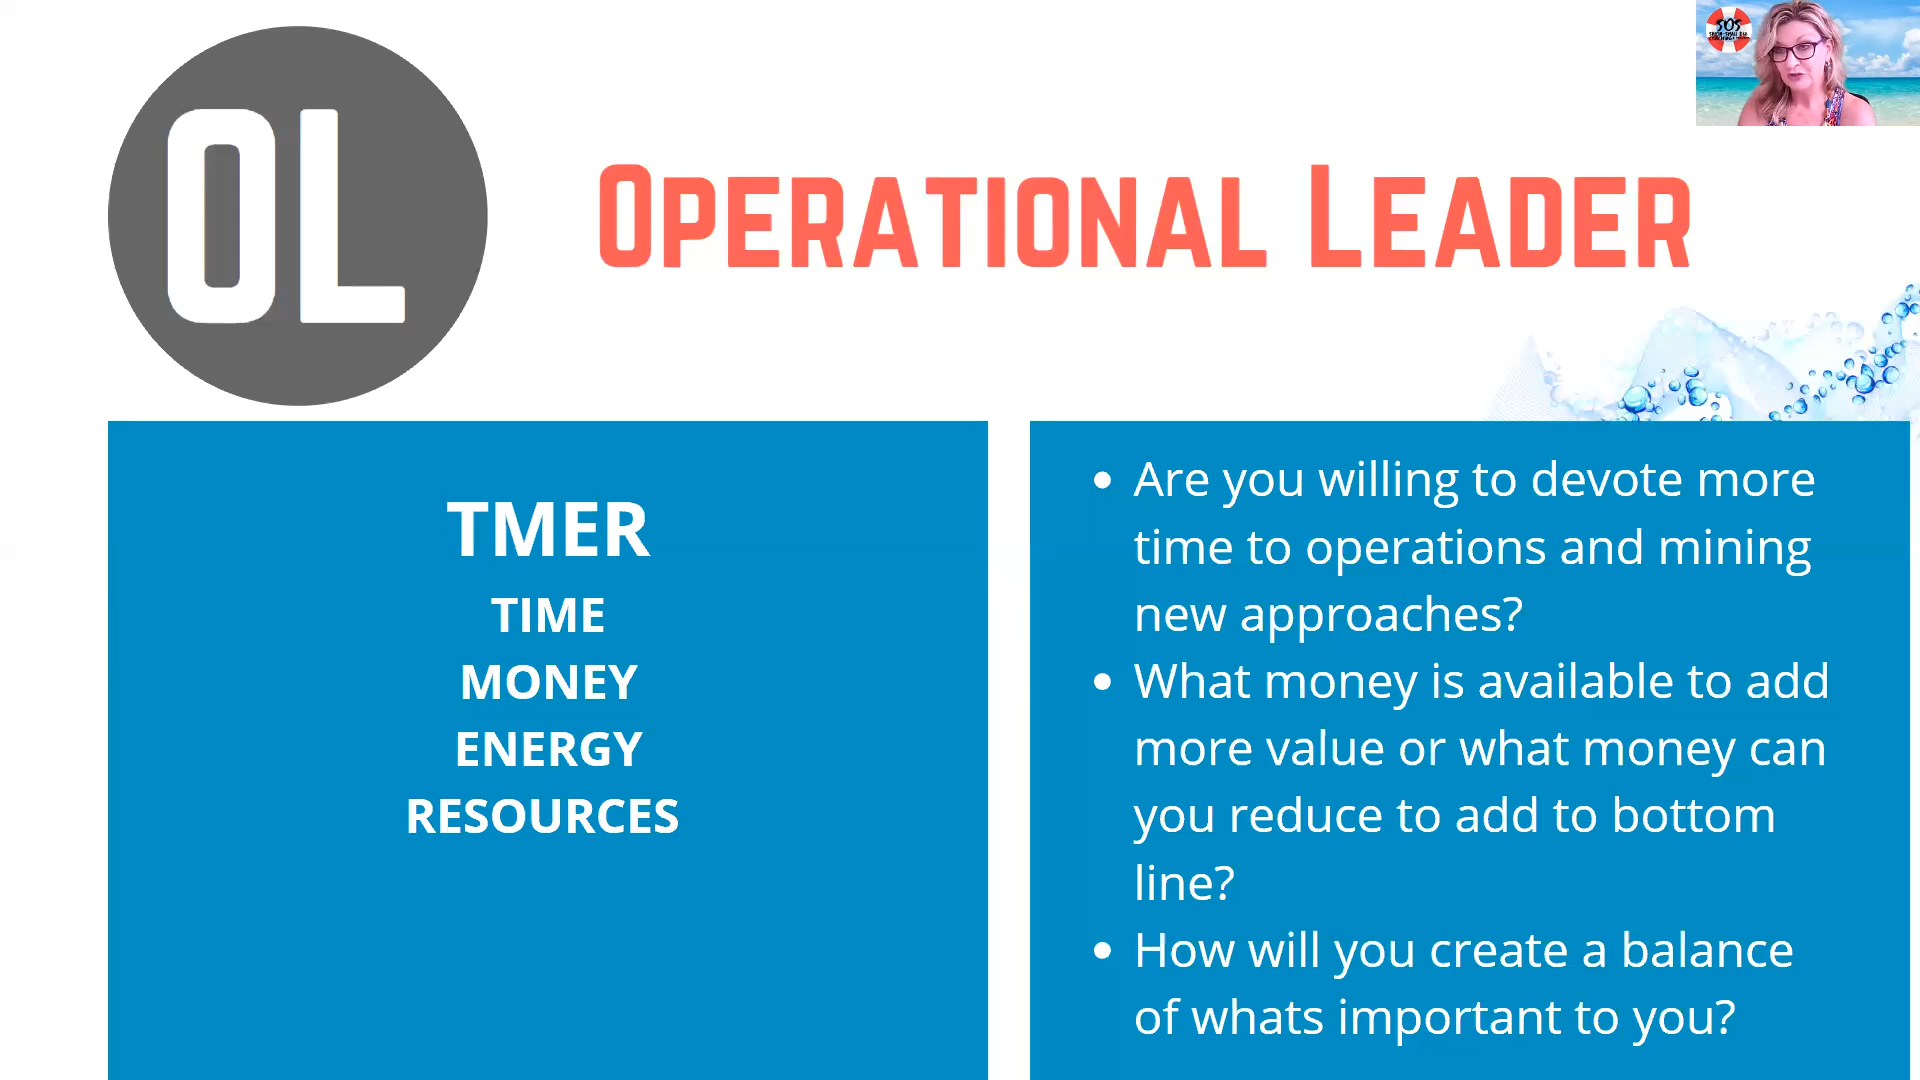 OL
Operational Leader
SOS
TMER
TIME
MONEY
ENERGY
RESOURCES
• Are you willing to devote more
time to operations and mining
new approaches?
• What money is available to add
more value or what money can
you reduce to add to bottom
line?
• How will you create a balance
of whats important to you?